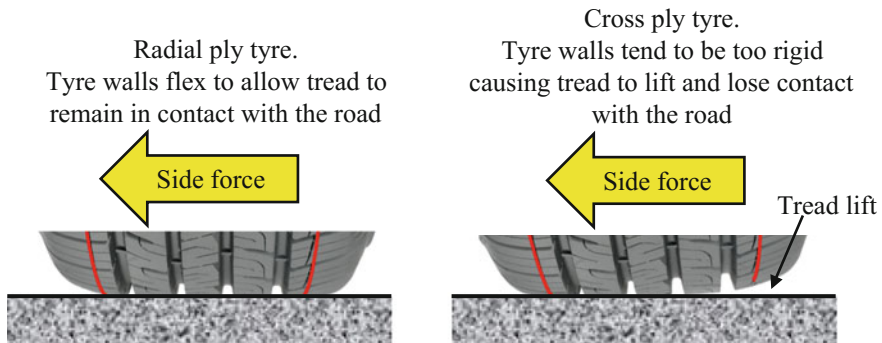 Radial ply tyre.
Tyre walls flex to allow tread to
remain in contact with the road
Side force
Cross ply tyre.
Tyre walls tend to be too rigid
causing tread to lift and lose contact
with the road
Side force
Tread lift